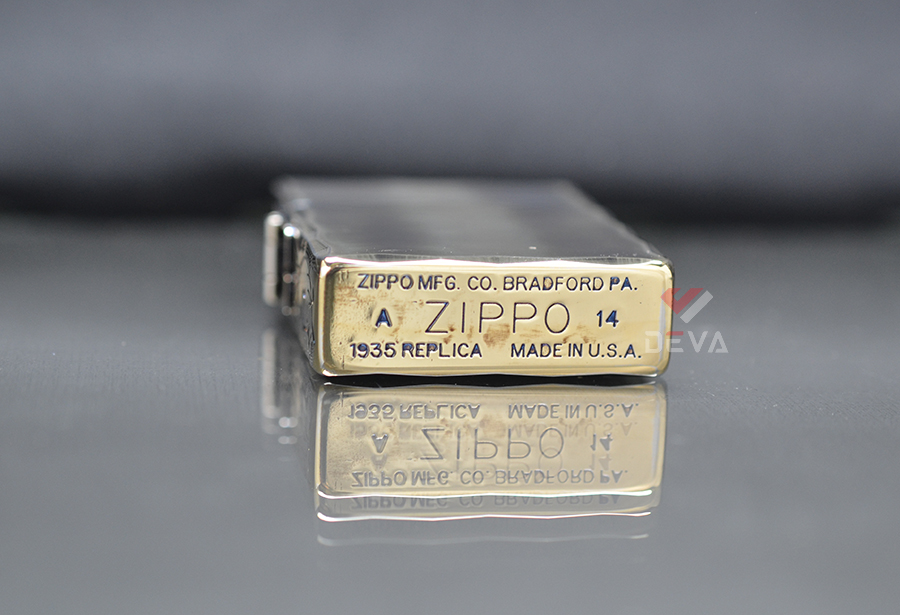 ZIPPO MFG. CO. BRADFORD PA.
A ZIPPO 14
1935 REPLICA MADE IN U.S.A.
DEVA